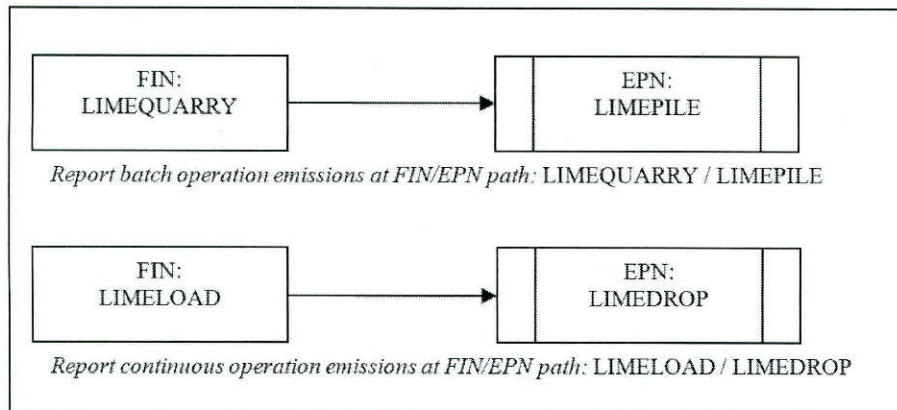 FIN:
LIMEQUARRY
EPN:
LIMEPILE
Report batch operation emissions at FIN/EPN path: LIMEQUARRY / LIMEPILE
FIN:
LIMELOAD
EPN:
LIMEDROP
Report continuous operation emissions at FIN/EPN path: LIMELOAD / LIMEDROP